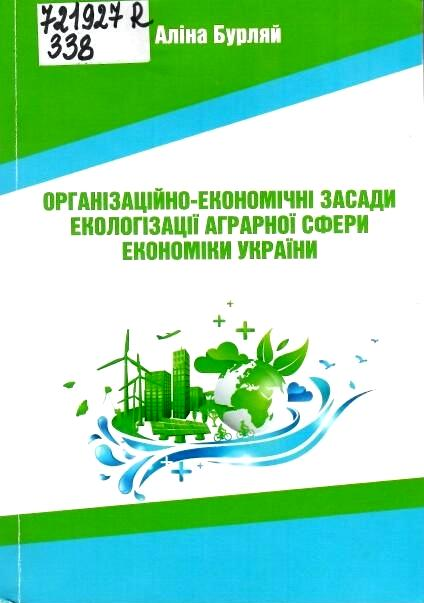 721927 R
338
Аліна Бурляй
ОРГАНІЗАЦІЙНО-ЕКОНОМІЧНІ ЗАСАДИ
ЕКОЛОГІЗАЦІЇ АГРАРНОЇ СФЕРИ
ЕКОНОМІКИ УКРАЇНИ